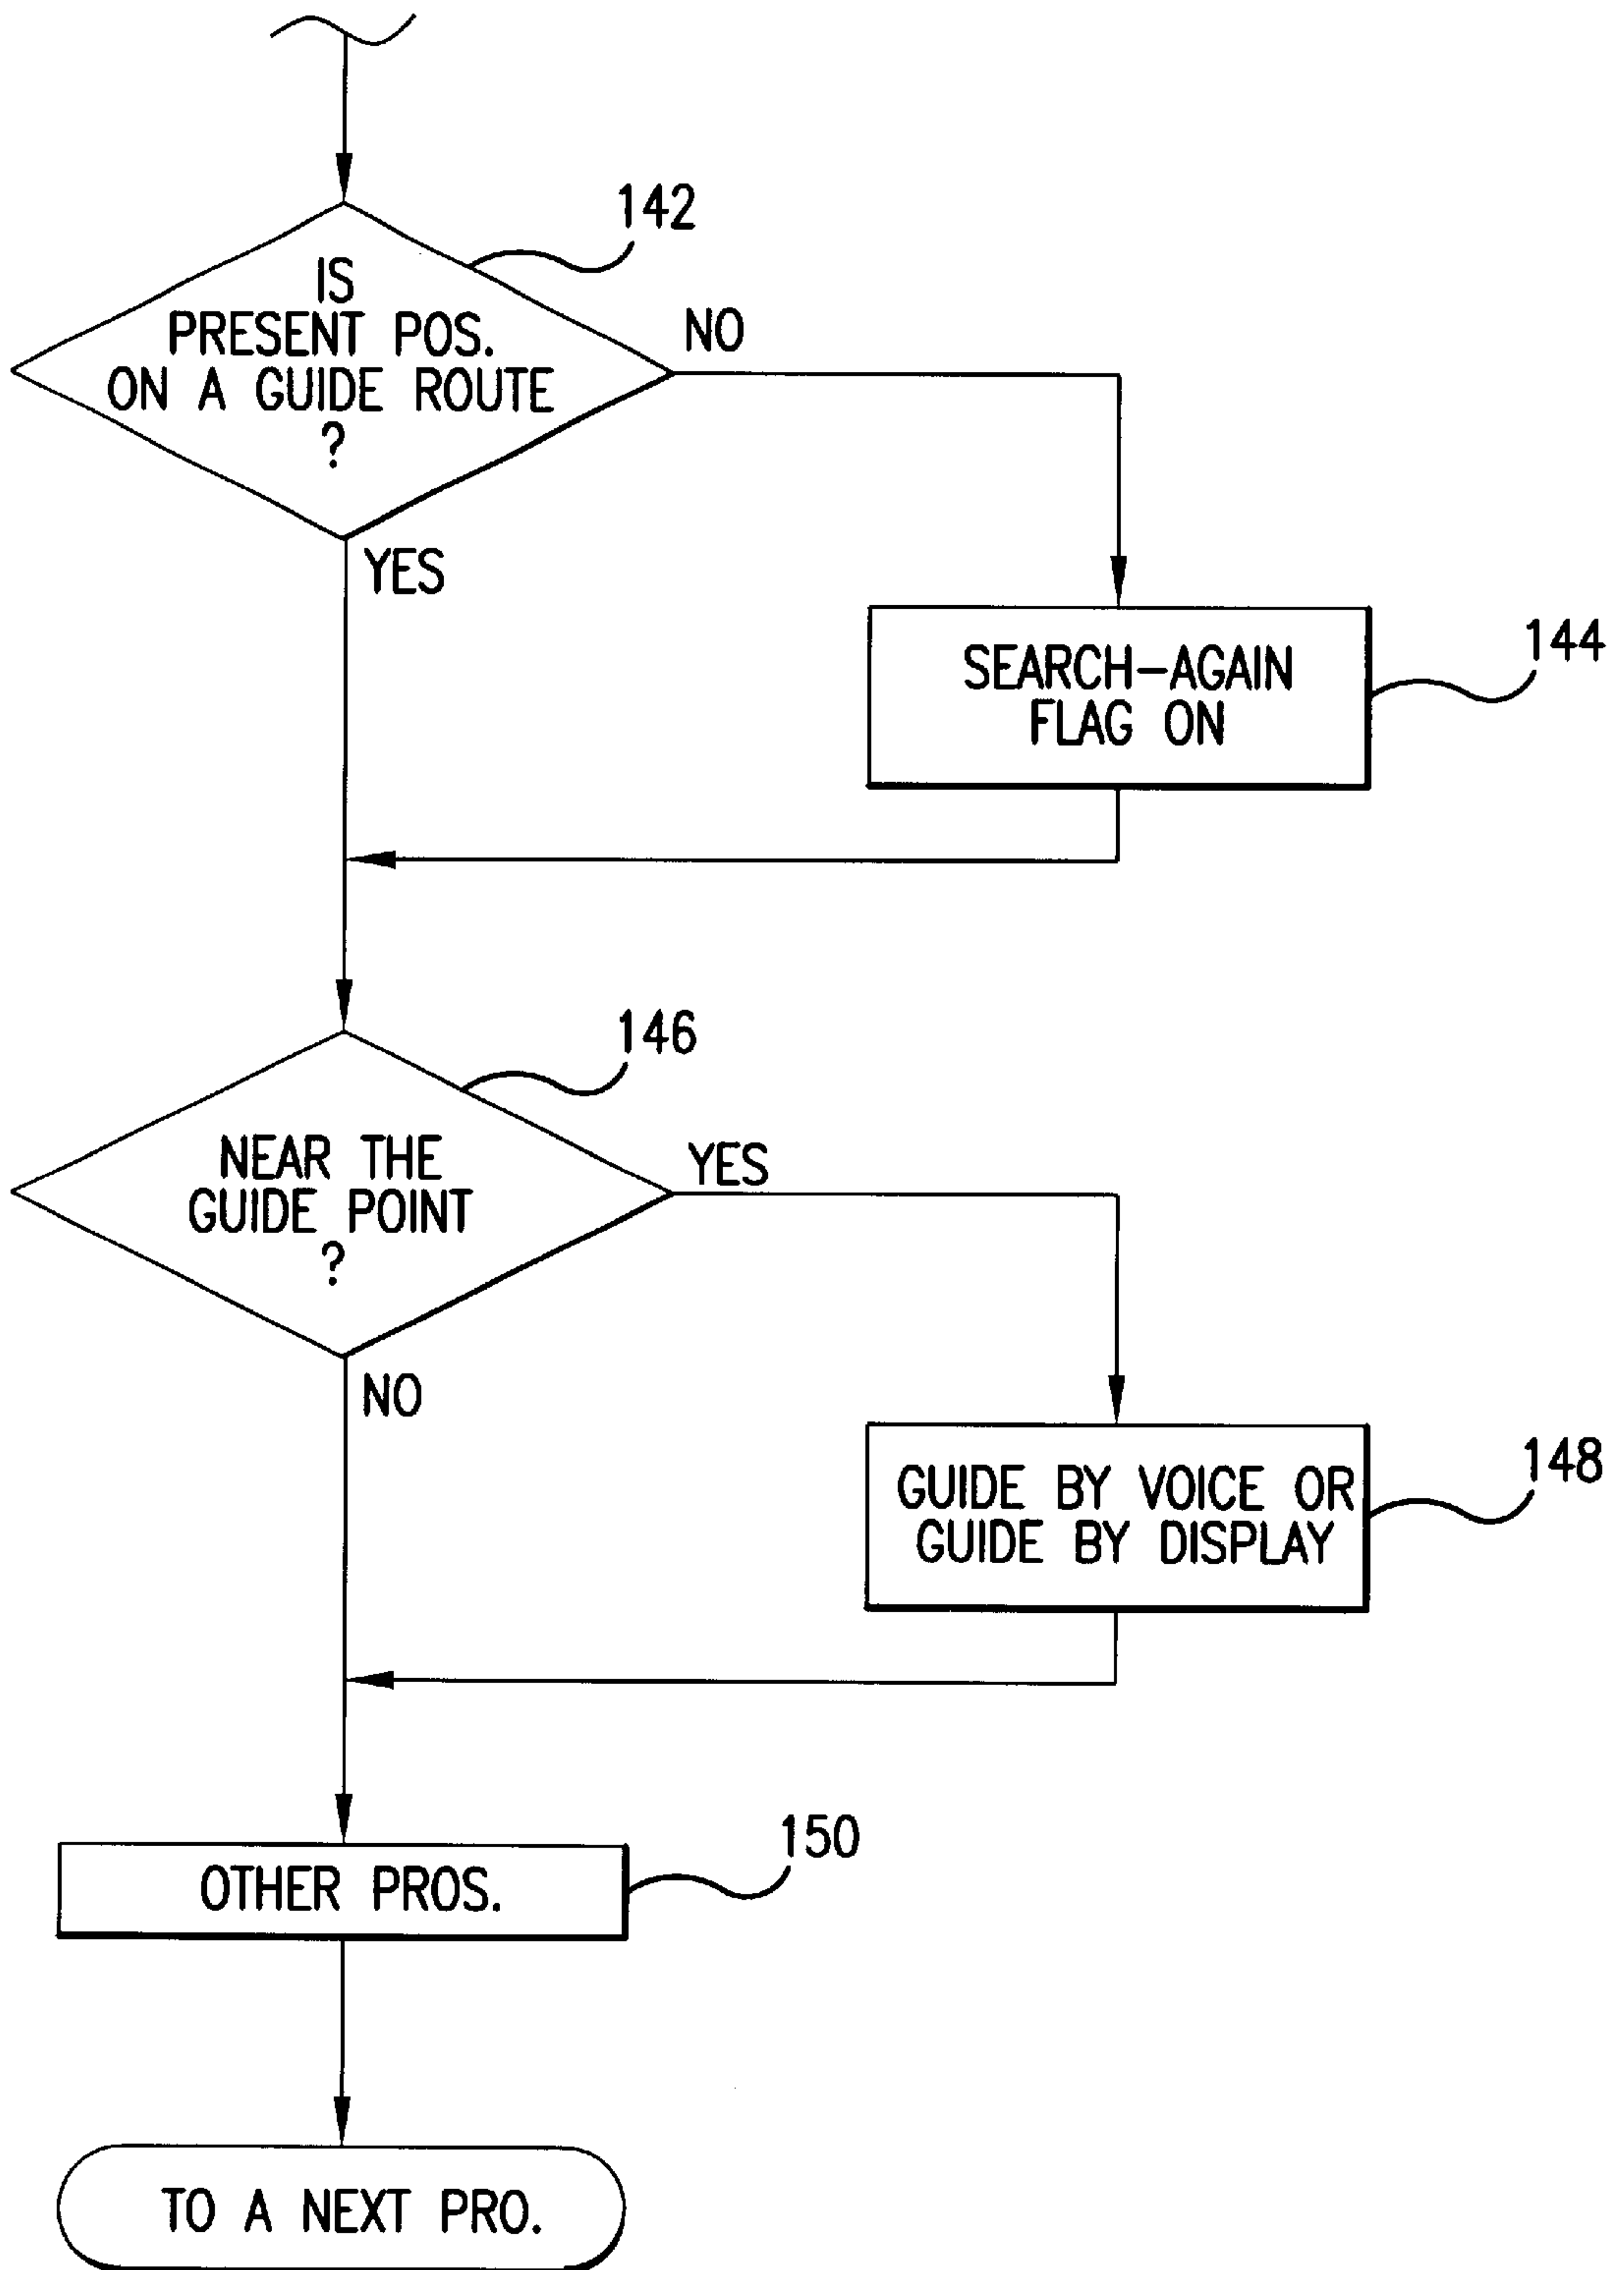 142
IS
PRESENT POS.
ON A GUIDE ROUTE
?
NO
YES
SEARCH-AGAIN
FLAG ON
144
146
NEAR THE
GUIDE POINT
?
YES
NO
GUIDE BY VOICE OR
GUIDE BY DISPLAY
148
150
OTHER PROS.
TO A NEXT PRO.